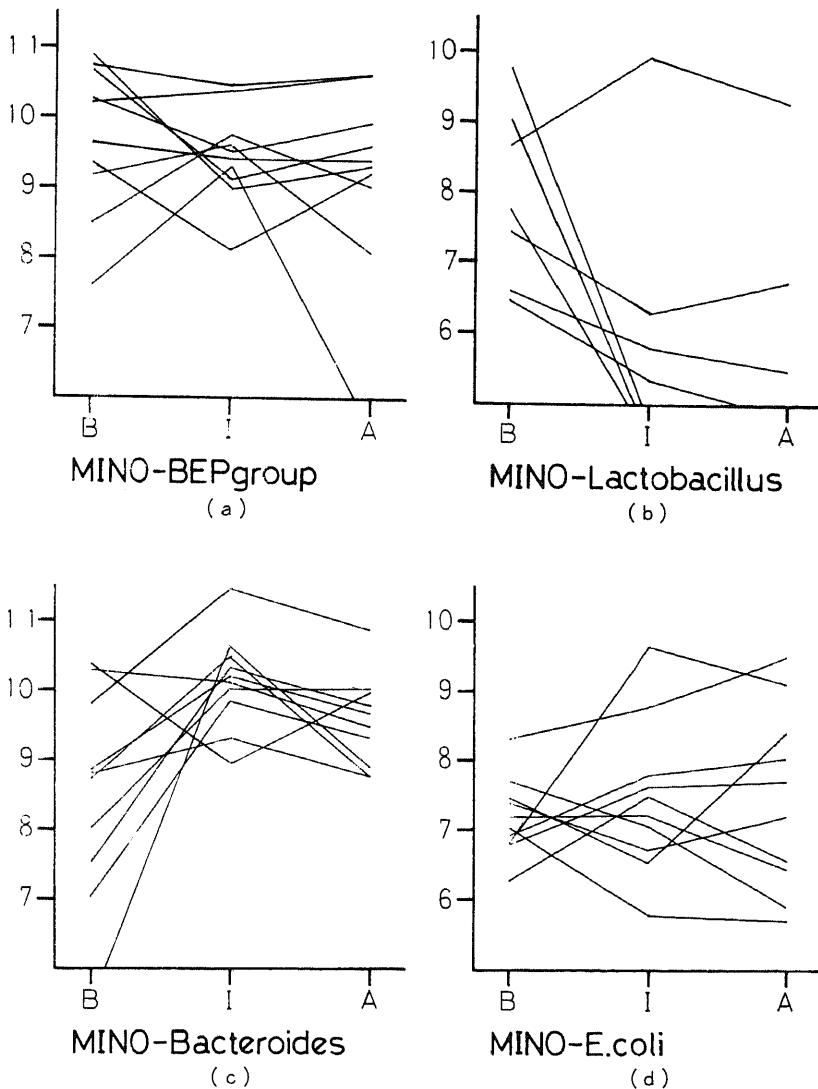 11
10
9
8
7
B I A
MINO-BEPgroup
(a)
10
9
8
7
6
B I A
MINO-Lactobacillus
(b)
11
10
9
8
7
B I A
MINO-Bacteroides
(c)
10
9
8
7
6
B I A
MINO-E.coli
(d)